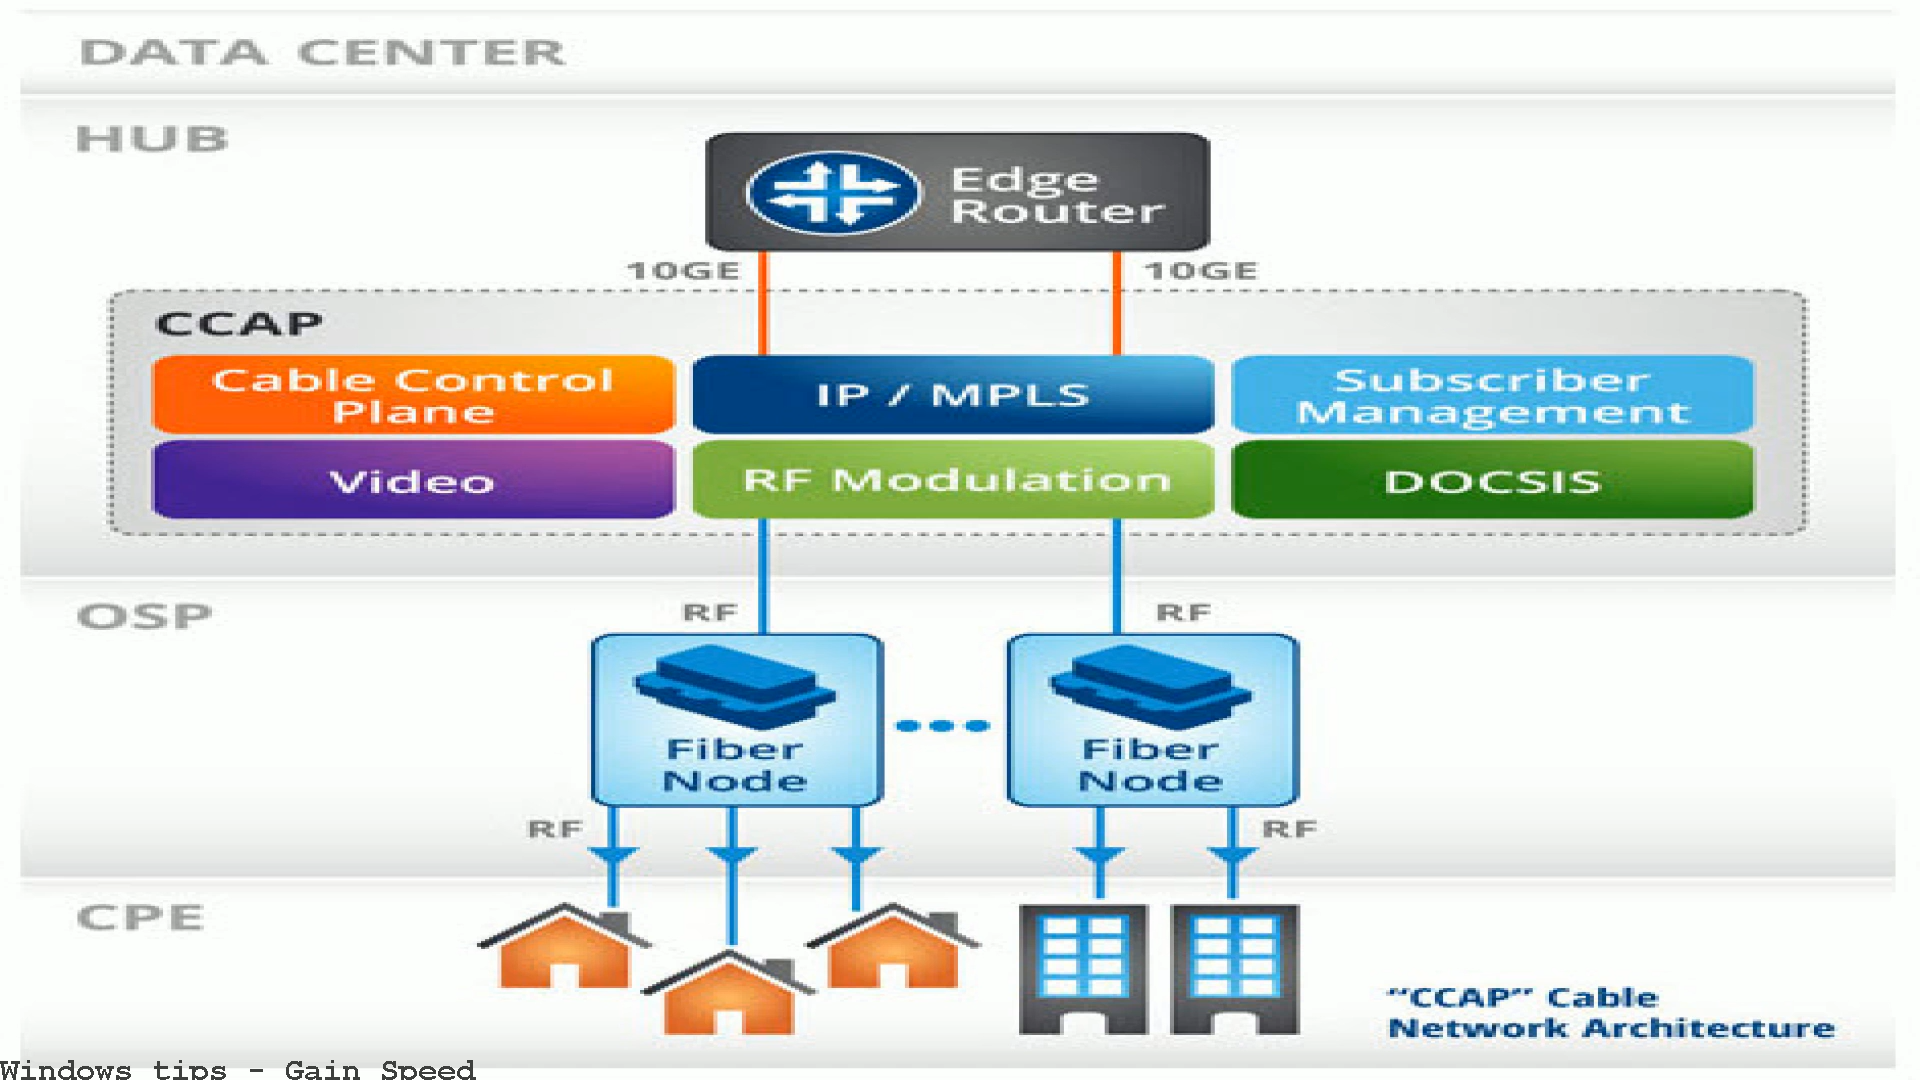 DATA CENTER
HUB
Edge
Router
10GE
10GE
CCAP
Cable Control
Plane
IP / MPLS
Subscriber
Management
Video
RF Modulation
DOCSIS
OSP
RF
RF
Fiber
Node
Fiber
Node
RF
RF
CPE
“CCAP” Cable
Network Architecture
Windows tips - Gain Speed